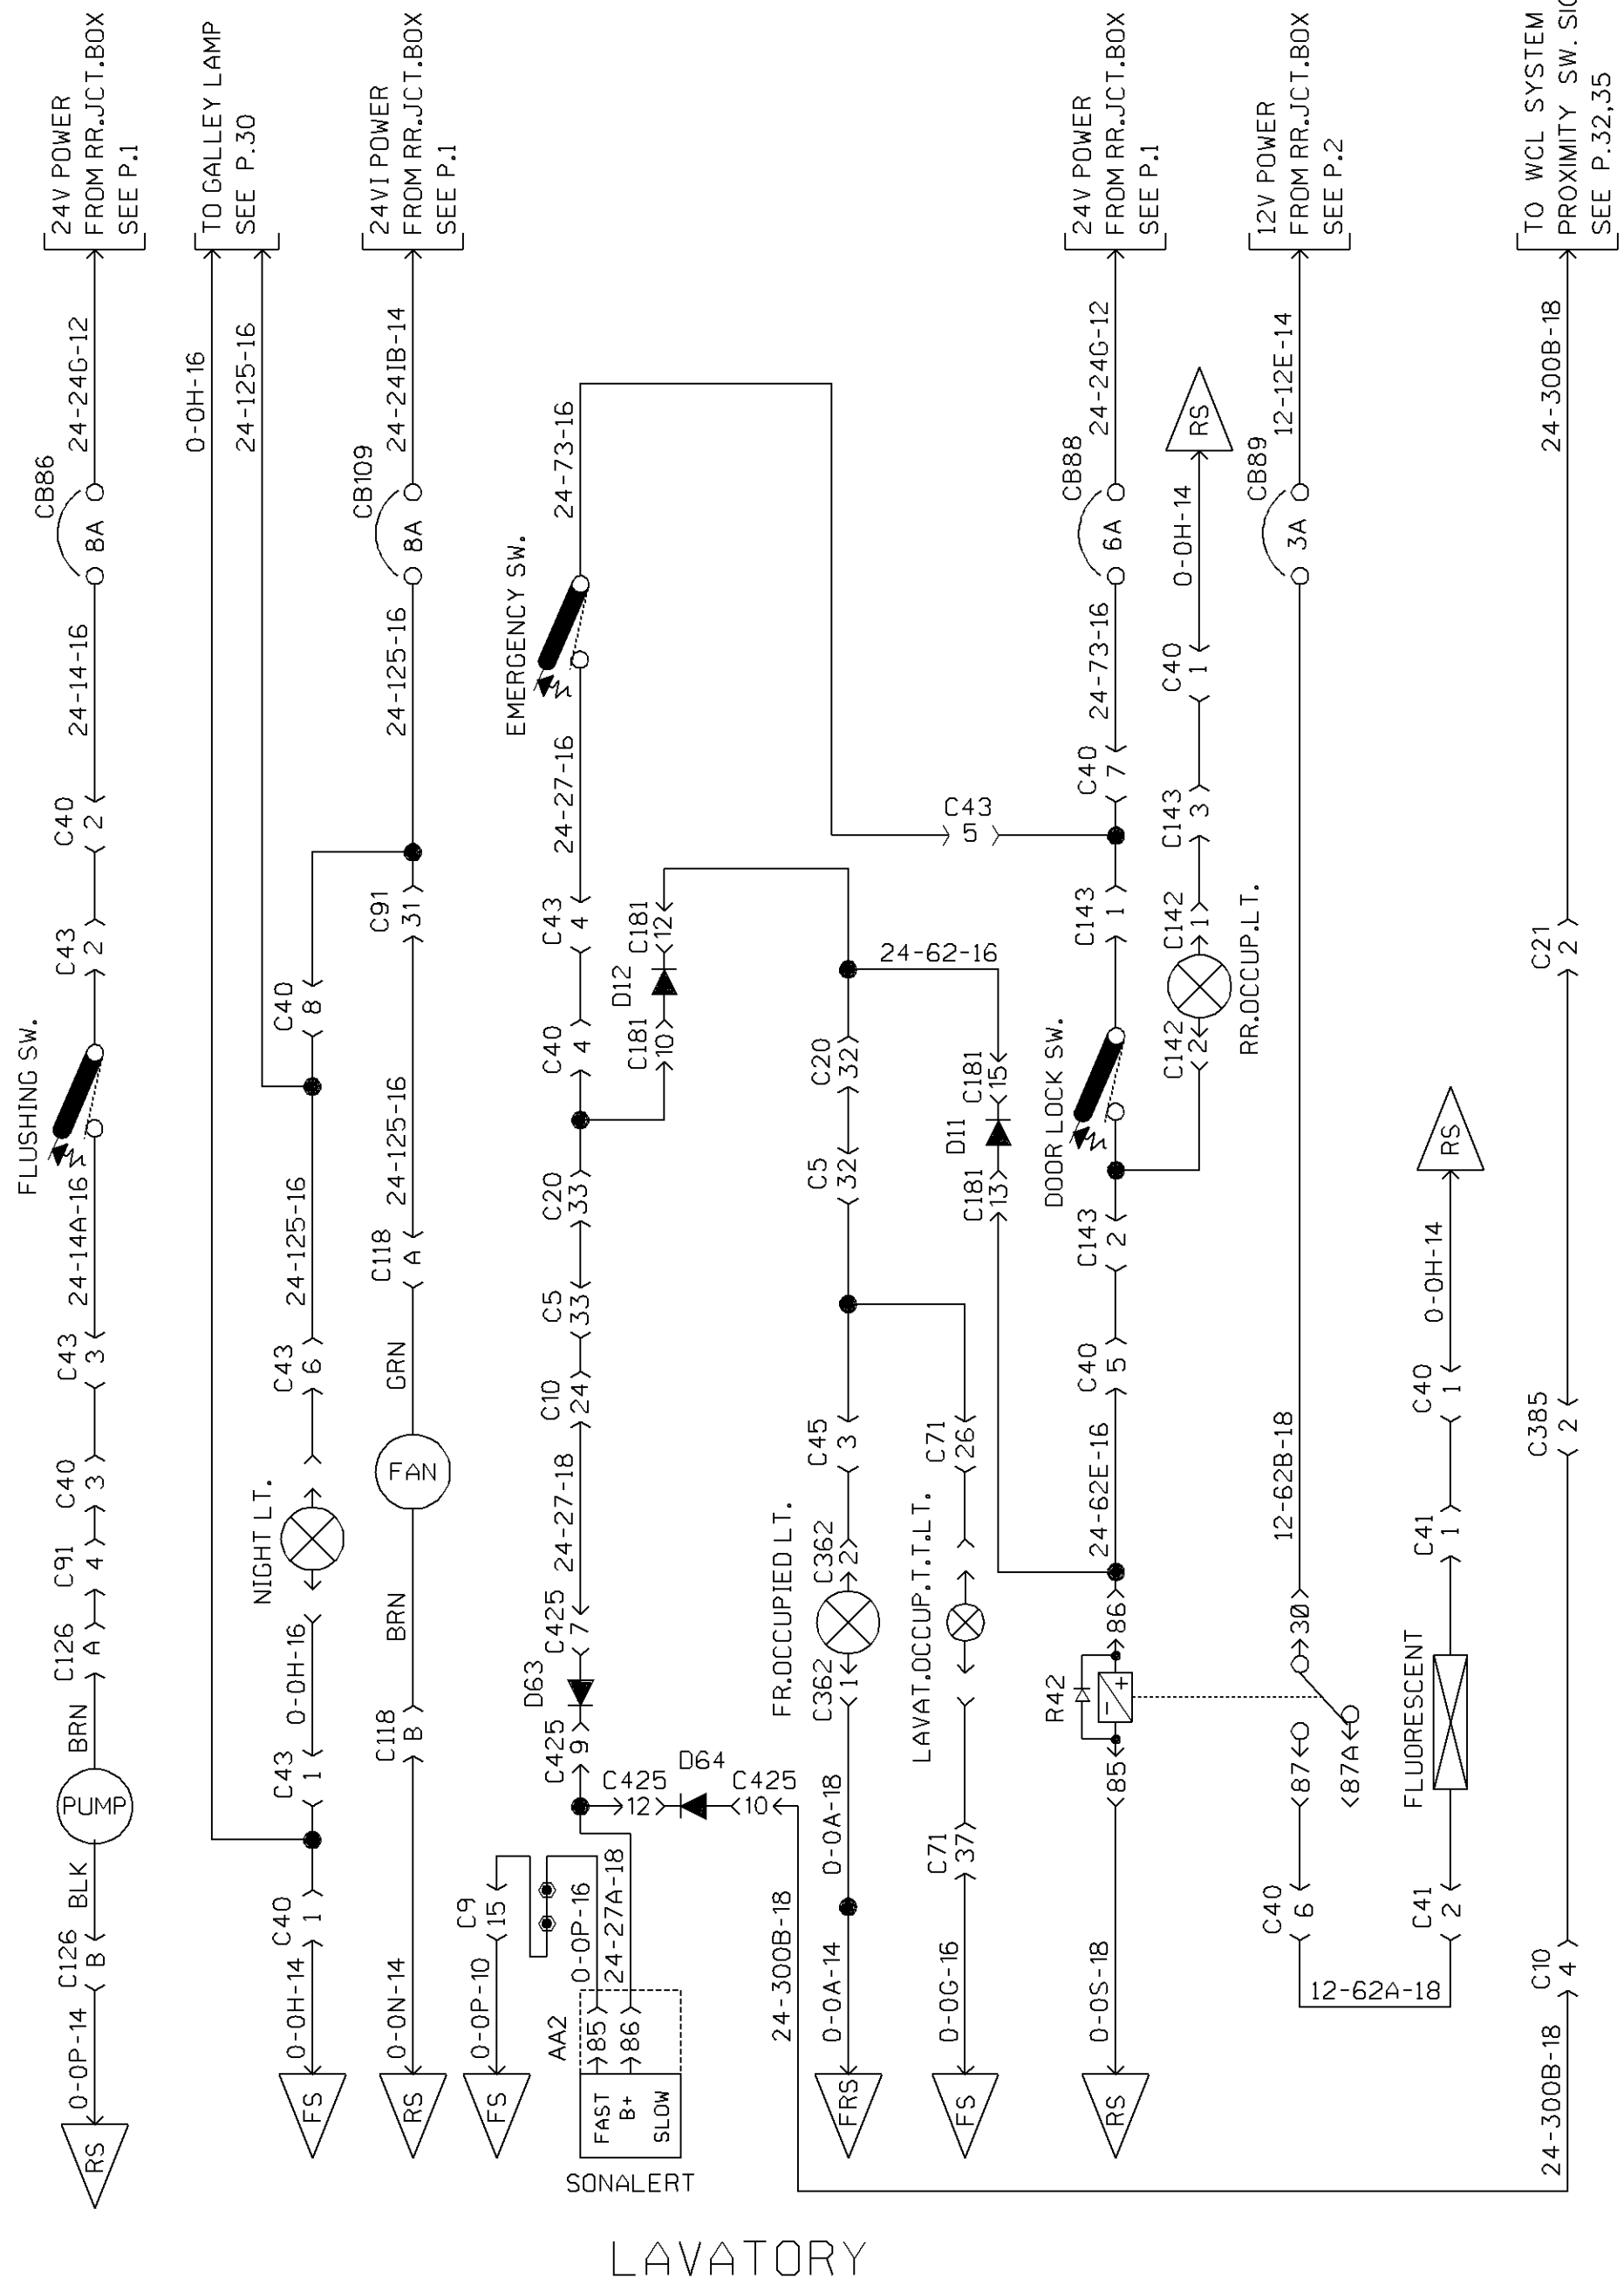 24V POWER
FROM RR.JCT.BOX
SEE P.1
24-24G-12
CB86
8A
24-14-16
C40
2
C43
2
FLUSHING SW.
24-14A-16
C43
3
C40
3
C91
4
C126
A
BRN
PUMP
BLK
C126
B
0-0P-14
RS
TO GALLEY LAMP
SEE P.30
0-0H-16
24-125-16
C40
8
24-125-16
C43
6
NIGHT LT.
0-0H-16
C43
1
C40
1
0-0H-14
FS
24VI POWER
FROM RR.JCT.BOX
SEE P.1
24-24IB-14
CB109
8A
24-125-16
C91
31
24-125-16
C118
A
GRN
FAN
BRN
C118
B
0-0N-14
RS
24-73-16
EMERGENCY SW.
24-27-16
C43
4
C40
4
C20
33
C5
33
C10
24
24-27-18
C425
7
D63
C425
9
C425
12
D64
C425
10
C9
15
0-0P-10
FS
0-0P-16
24-27A-18
AA2
85
86
FAST
B+
SLOW
SONALERT
24-300B-18
C181
12
D12
C181
10
24-62-16
C20
32
C5
32
C45
3
C362
2
FR.OCCUPIED LT.
C362
1
0-0A-18
0-0A-14
FRS
C71
26
LAVAT.OCCUP.T.T.LT.
C71
37
0-0G-16
FS
C181
15
D11
C181
13
24V POWER
FROM RR.JCT.BOX
SEE P.1
24-24G-12
CB88
6A
24-73-16
C40
7
C43
5
C143
1
DOOR LOCK SW.
C143
2
C40
5
24-62E-16
86
R42
- +
85
0-0S-18
RS
RS
0-0H-14
C40
1
C143
3
C142
1
RR.OCCUP.LT.
C142
2
12V POWER
FROM RR.JCT.BOX
SEE P.2
12-12E-14
CB89
3A
12-62B-18
30
87
87A
C40
6
12-62A-18
RS
0-0H-14
C40
1
C41
1
FLUORESCENT
C41
2
TO WCL SYSTEM
PROXIMITY SW.
SEE P.32,35
24-300B-18
C21
2
C385
2
C10
4
24-300B-18
LAVATORY